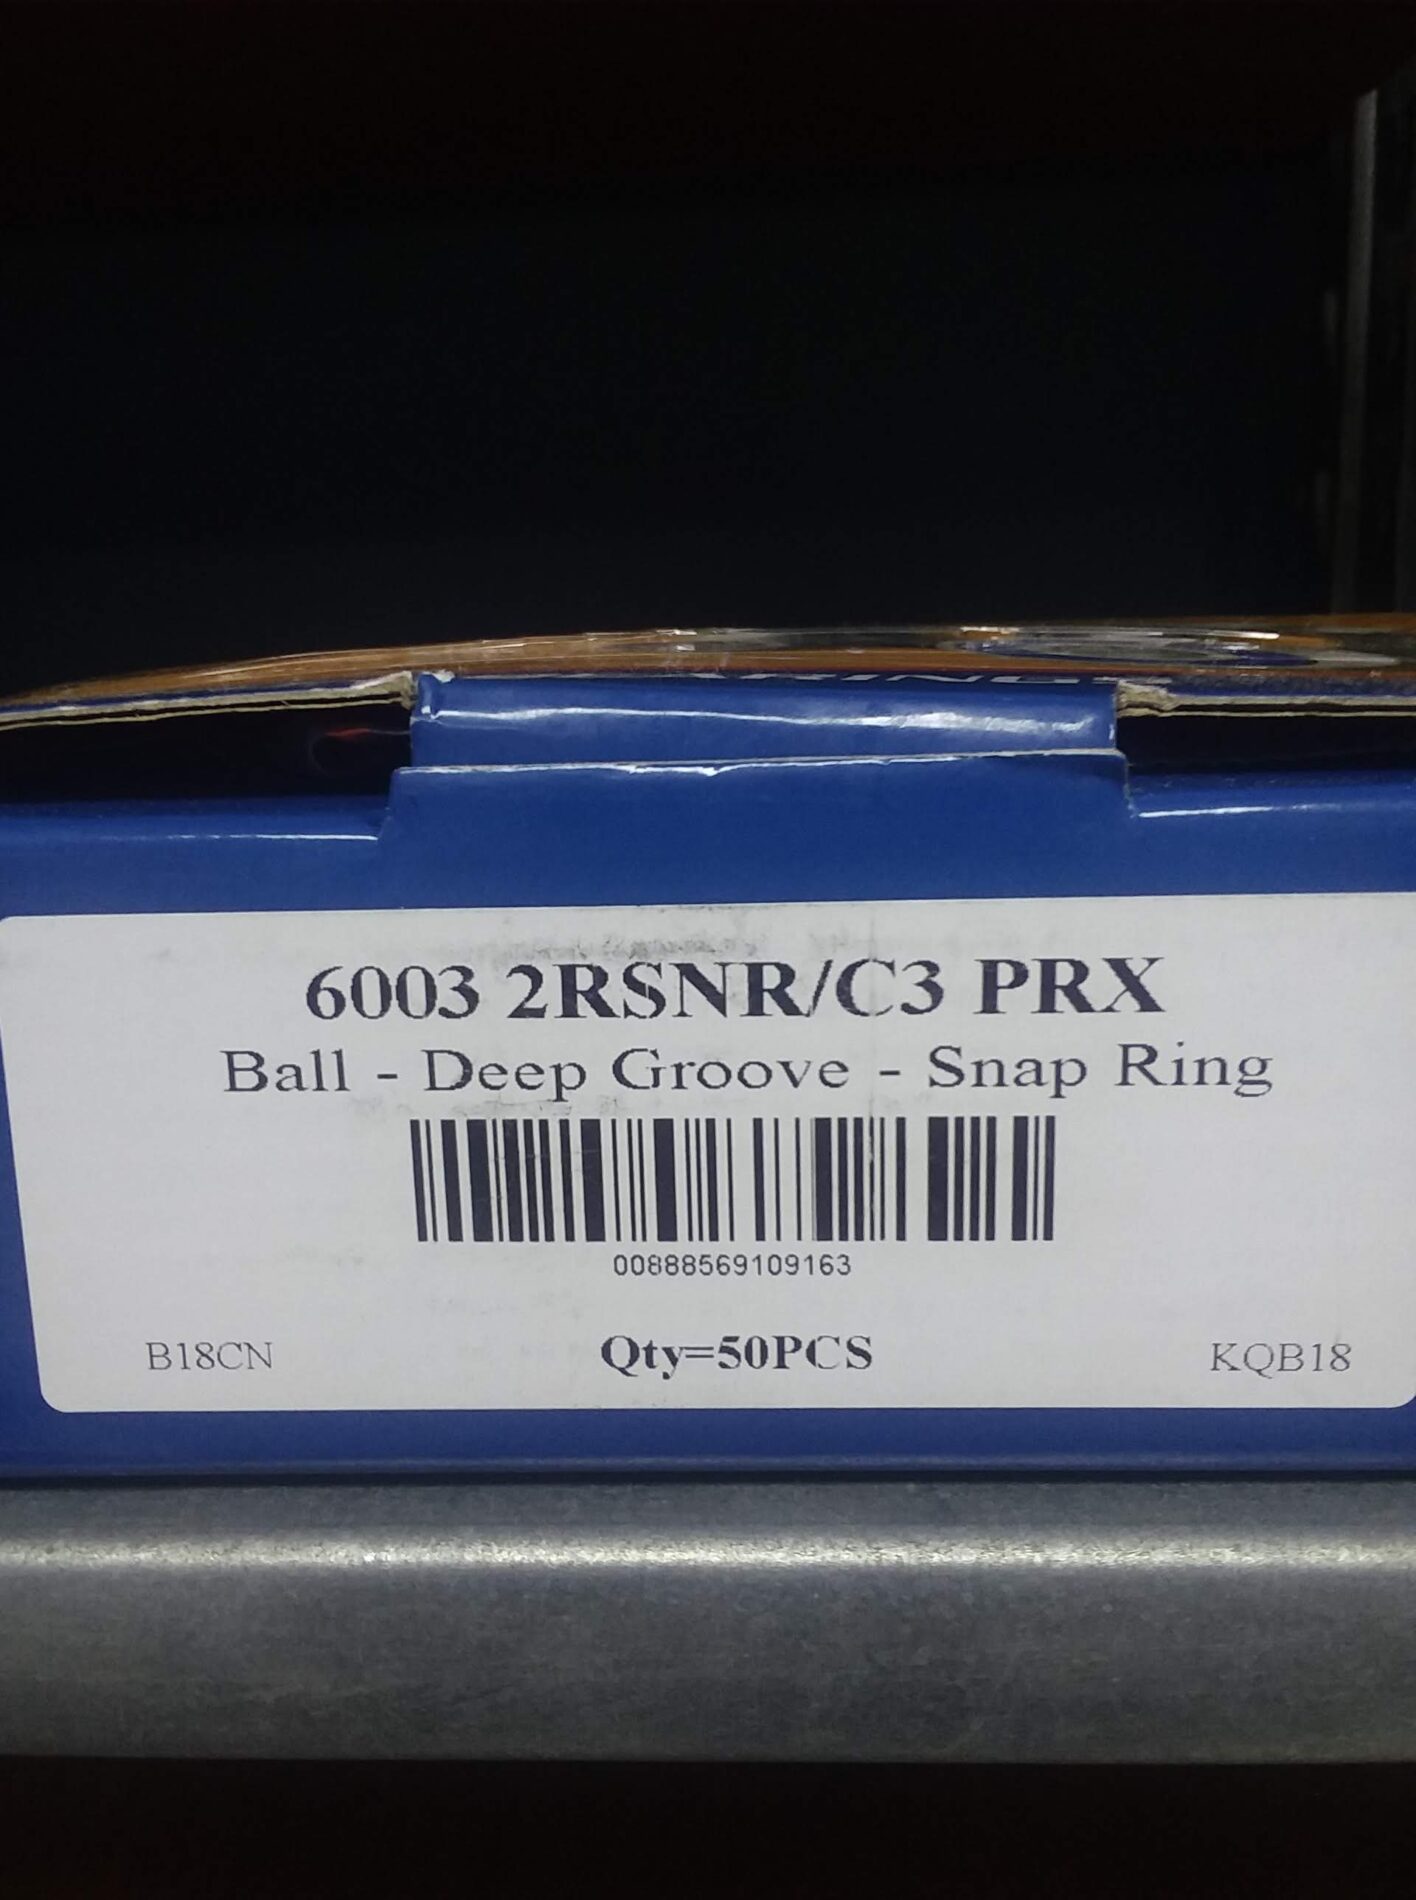 6003 2RSNR/C3 PRX
Ball - Deep Groove - Snap Ring
00888569109163
B18CN Qty=50PCS KQB18